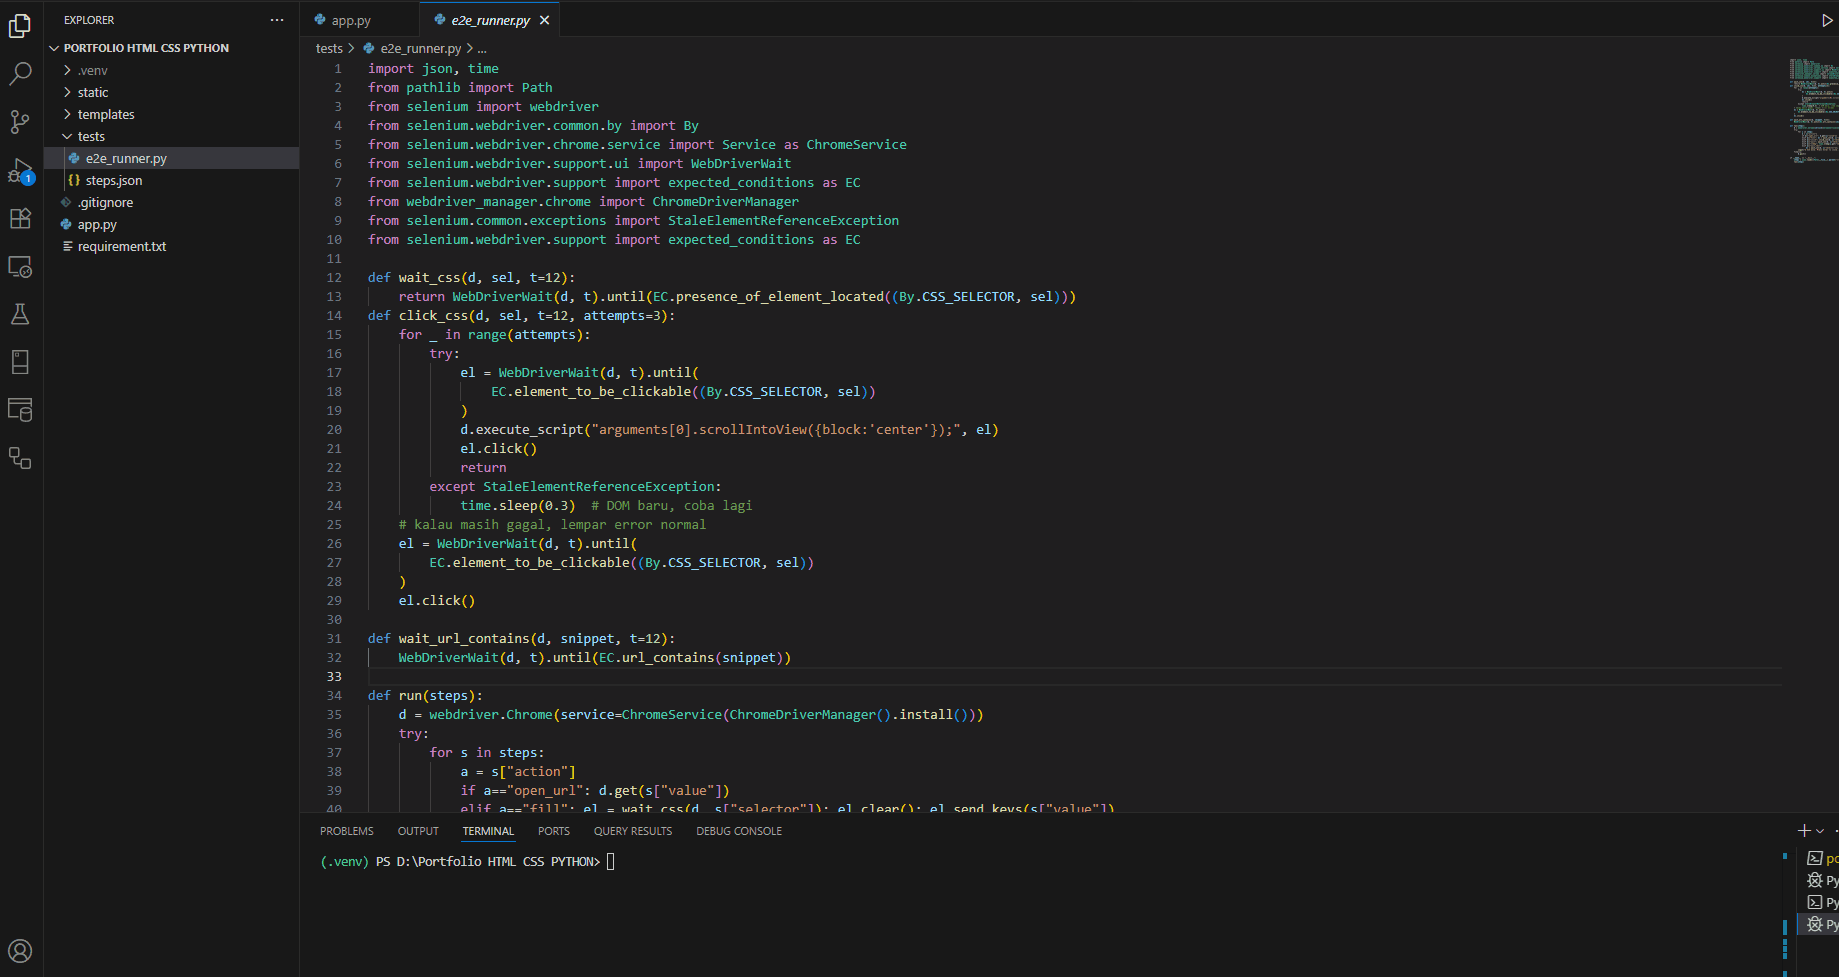 EXPLORER
PORTFOLIO HTML CSS PYTHON
.venv
static
templates
tests
e2e_runner.py
steps.json
.gitignore
app.py
requirement.txt
1
app.py
e2e_runner.py
tests > e2e_runner.py > ...
1 import json, time
2 from pathlib import Path
3 from selenium import webdriver
4 from selenium.webdriver.common.by import By
5 from selenium.webdriver.chrome.service import Service as ChromeService
6 from selenium.webdriver.support.ui import WebDriverWait
7 from selenium.webdriver.support import expected_conditions as EC
8 from webdriver_manager.chrome import ChromeDriverManager
9 from selenium.common.exceptions import StaleElementReferenceException
10 from selenium.webdriver.support import expected_conditions as EC
11
12 def wait_css(d, sel, t=12):
13     return WebDriverWait(d, t).until(EC.presence_of_element_located((By.CSS_SELECTOR, sel)))
14 def click_css(d, sel, t=12, attempts=3):
15     for _ in range(attempts):
16         try:
17             el = WebDriverWait(d, t).until(
18                 EC.element_to_be_clickable((By.CSS_SELECTOR, sel))
19             )
20             d.execute_script("arguments[0].scrollIntoView({block:'center'});", el)
21             el.click()
22             return
23         except StaleElementReferenceException:
24             time.sleep(0.3)  # DOM baru, coba lagi
25     # kalau masih gagal, lempar error normal
26     el = WebDriverWait(d, t).until(
27         EC.element_to_be_clickable((By.CSS_SELECTOR, sel))
28     )
29     el.click()
30
31 def wait_url_contains(d, snippet, t=12):
32     WebDriverWait(d, t).until(EC.url_contains(snippet))
33
34 def run(steps):
35     d = webdriver.Chrome(service=ChromeService(ChromeDriverManager().install()))
36     try:
37         for s in steps:
38             a = s["action"]
39             if a=="open_url": d.get(s["value"])
40             elif a=="fill": el = wait_css(d, s["selector"]); el.clear(); el.send_keys(s["value"])
PROBLEMS OUTPUT TERMINAL PORTS QUERY RESULTS DEBUG CONSOLE
(.venv) PS D:\Portfolio HTML CSS PYTHON>
po
Py
Py
Py